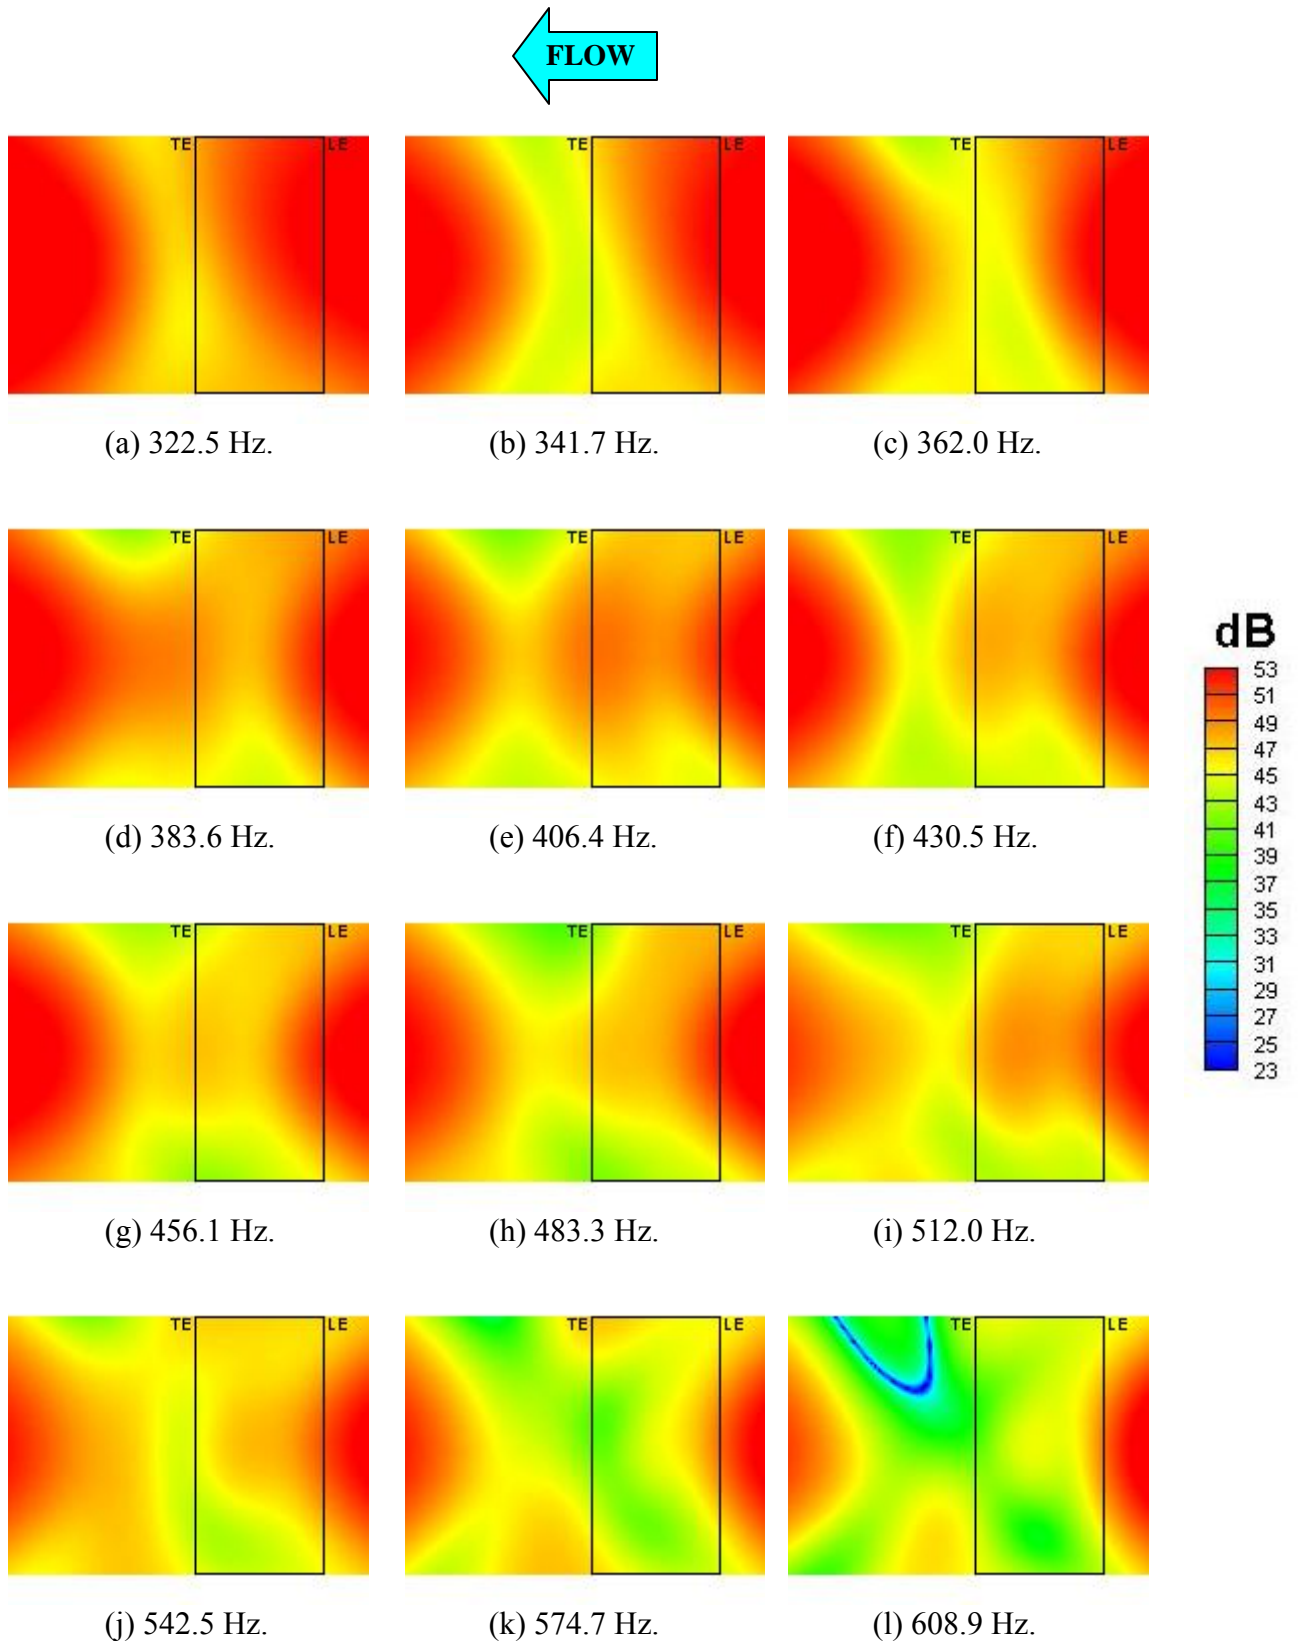 FLOW
TE LE TE LE TE LE
(a) 322.5 Hz. (b) 341.7 Hz. (c) 362.0 Hz.
TE LE TE LE TE LE
(d) 383.6 Hz. (e) 406.4 Hz. (f) 430.5 Hz.
dB
53
51
49
47
45
43
41
39
37
35
33
31
29
27
25
23
TE LE TE LE TE LE
(g) 456.1 Hz. (h) 483.3 Hz. (i) 512.0 Hz.
TE LE TE LE TE LE
(j) 542.5 Hz. (k) 574.7 Hz. (l) 608.9 Hz.